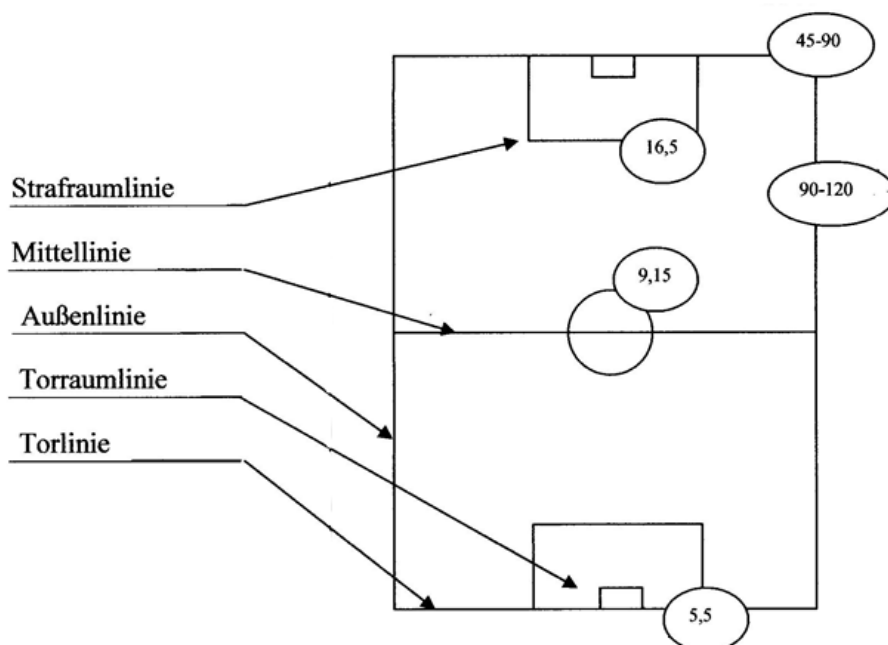 45-90
16,5
Strafraumlinie
90-120
Mittellinie
9,15
Außenlinie
Torraumlinie
Torlinie
5,5